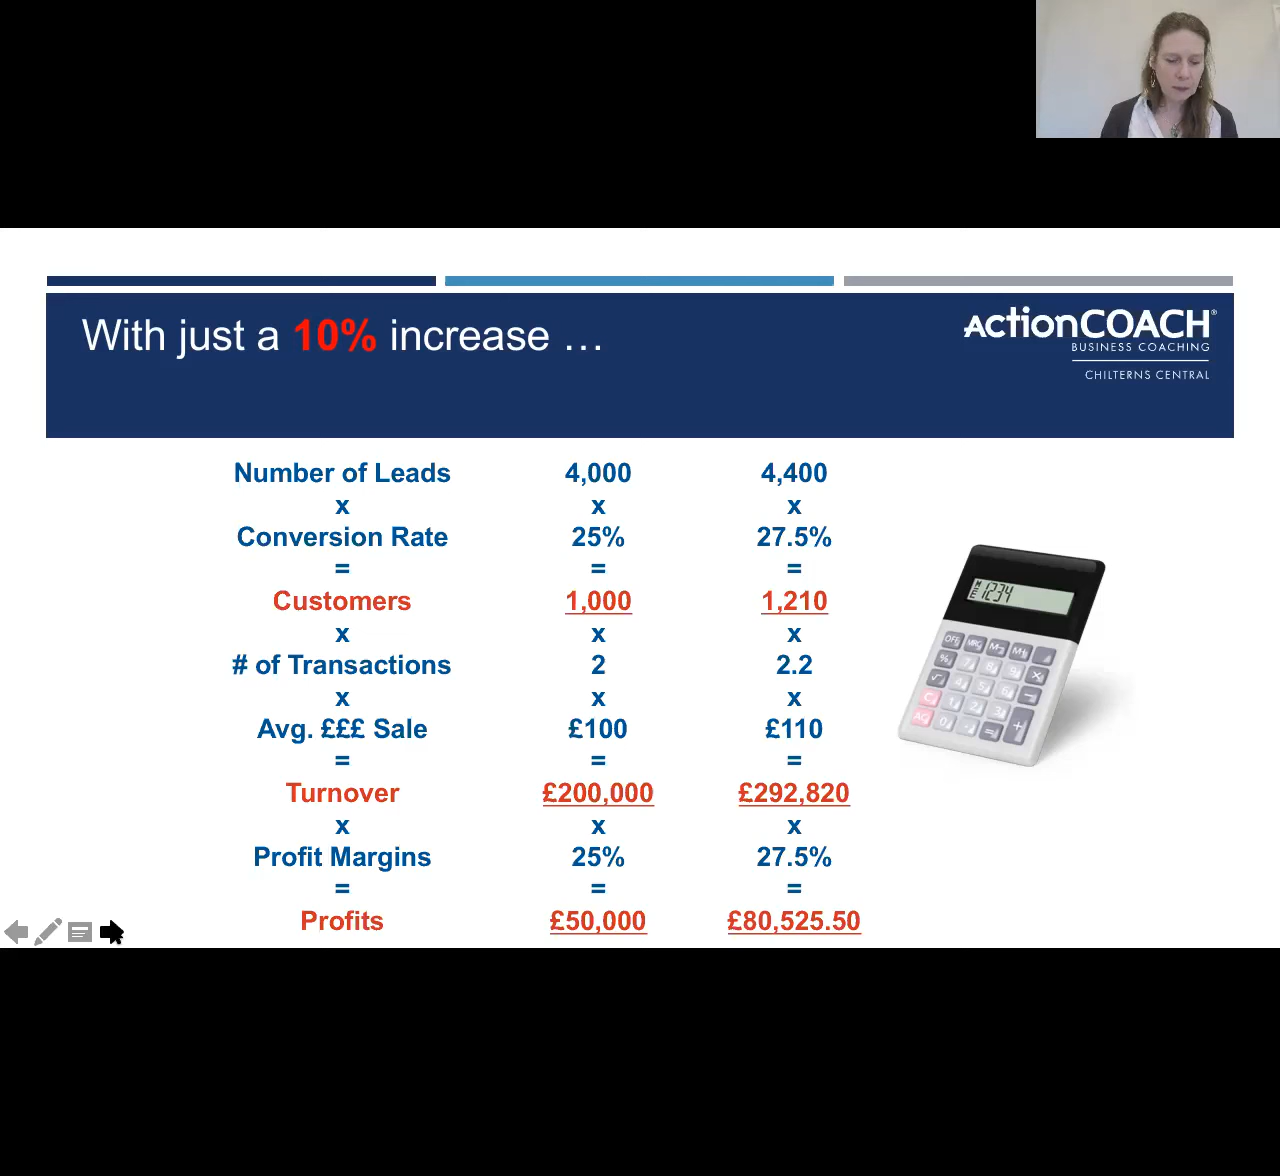 With just a 10% increase …
ActionCOACH®
BUSINESS COACHING
CHILTERNS CENTRAL
Number of Leads 4,000 4,400
x x x
Conversion Rate 25% 27.5%
= = =
Customers 1,000 1,210
x x x
# of Transactions 2 2.2
x x x
Avg. £££ Sale £100 £110
= = =
Turnover £200,000 £292,820
x x x
Profit Margins 25% 27.5%
= = =
Profits £50,000 £80,525.50
1234